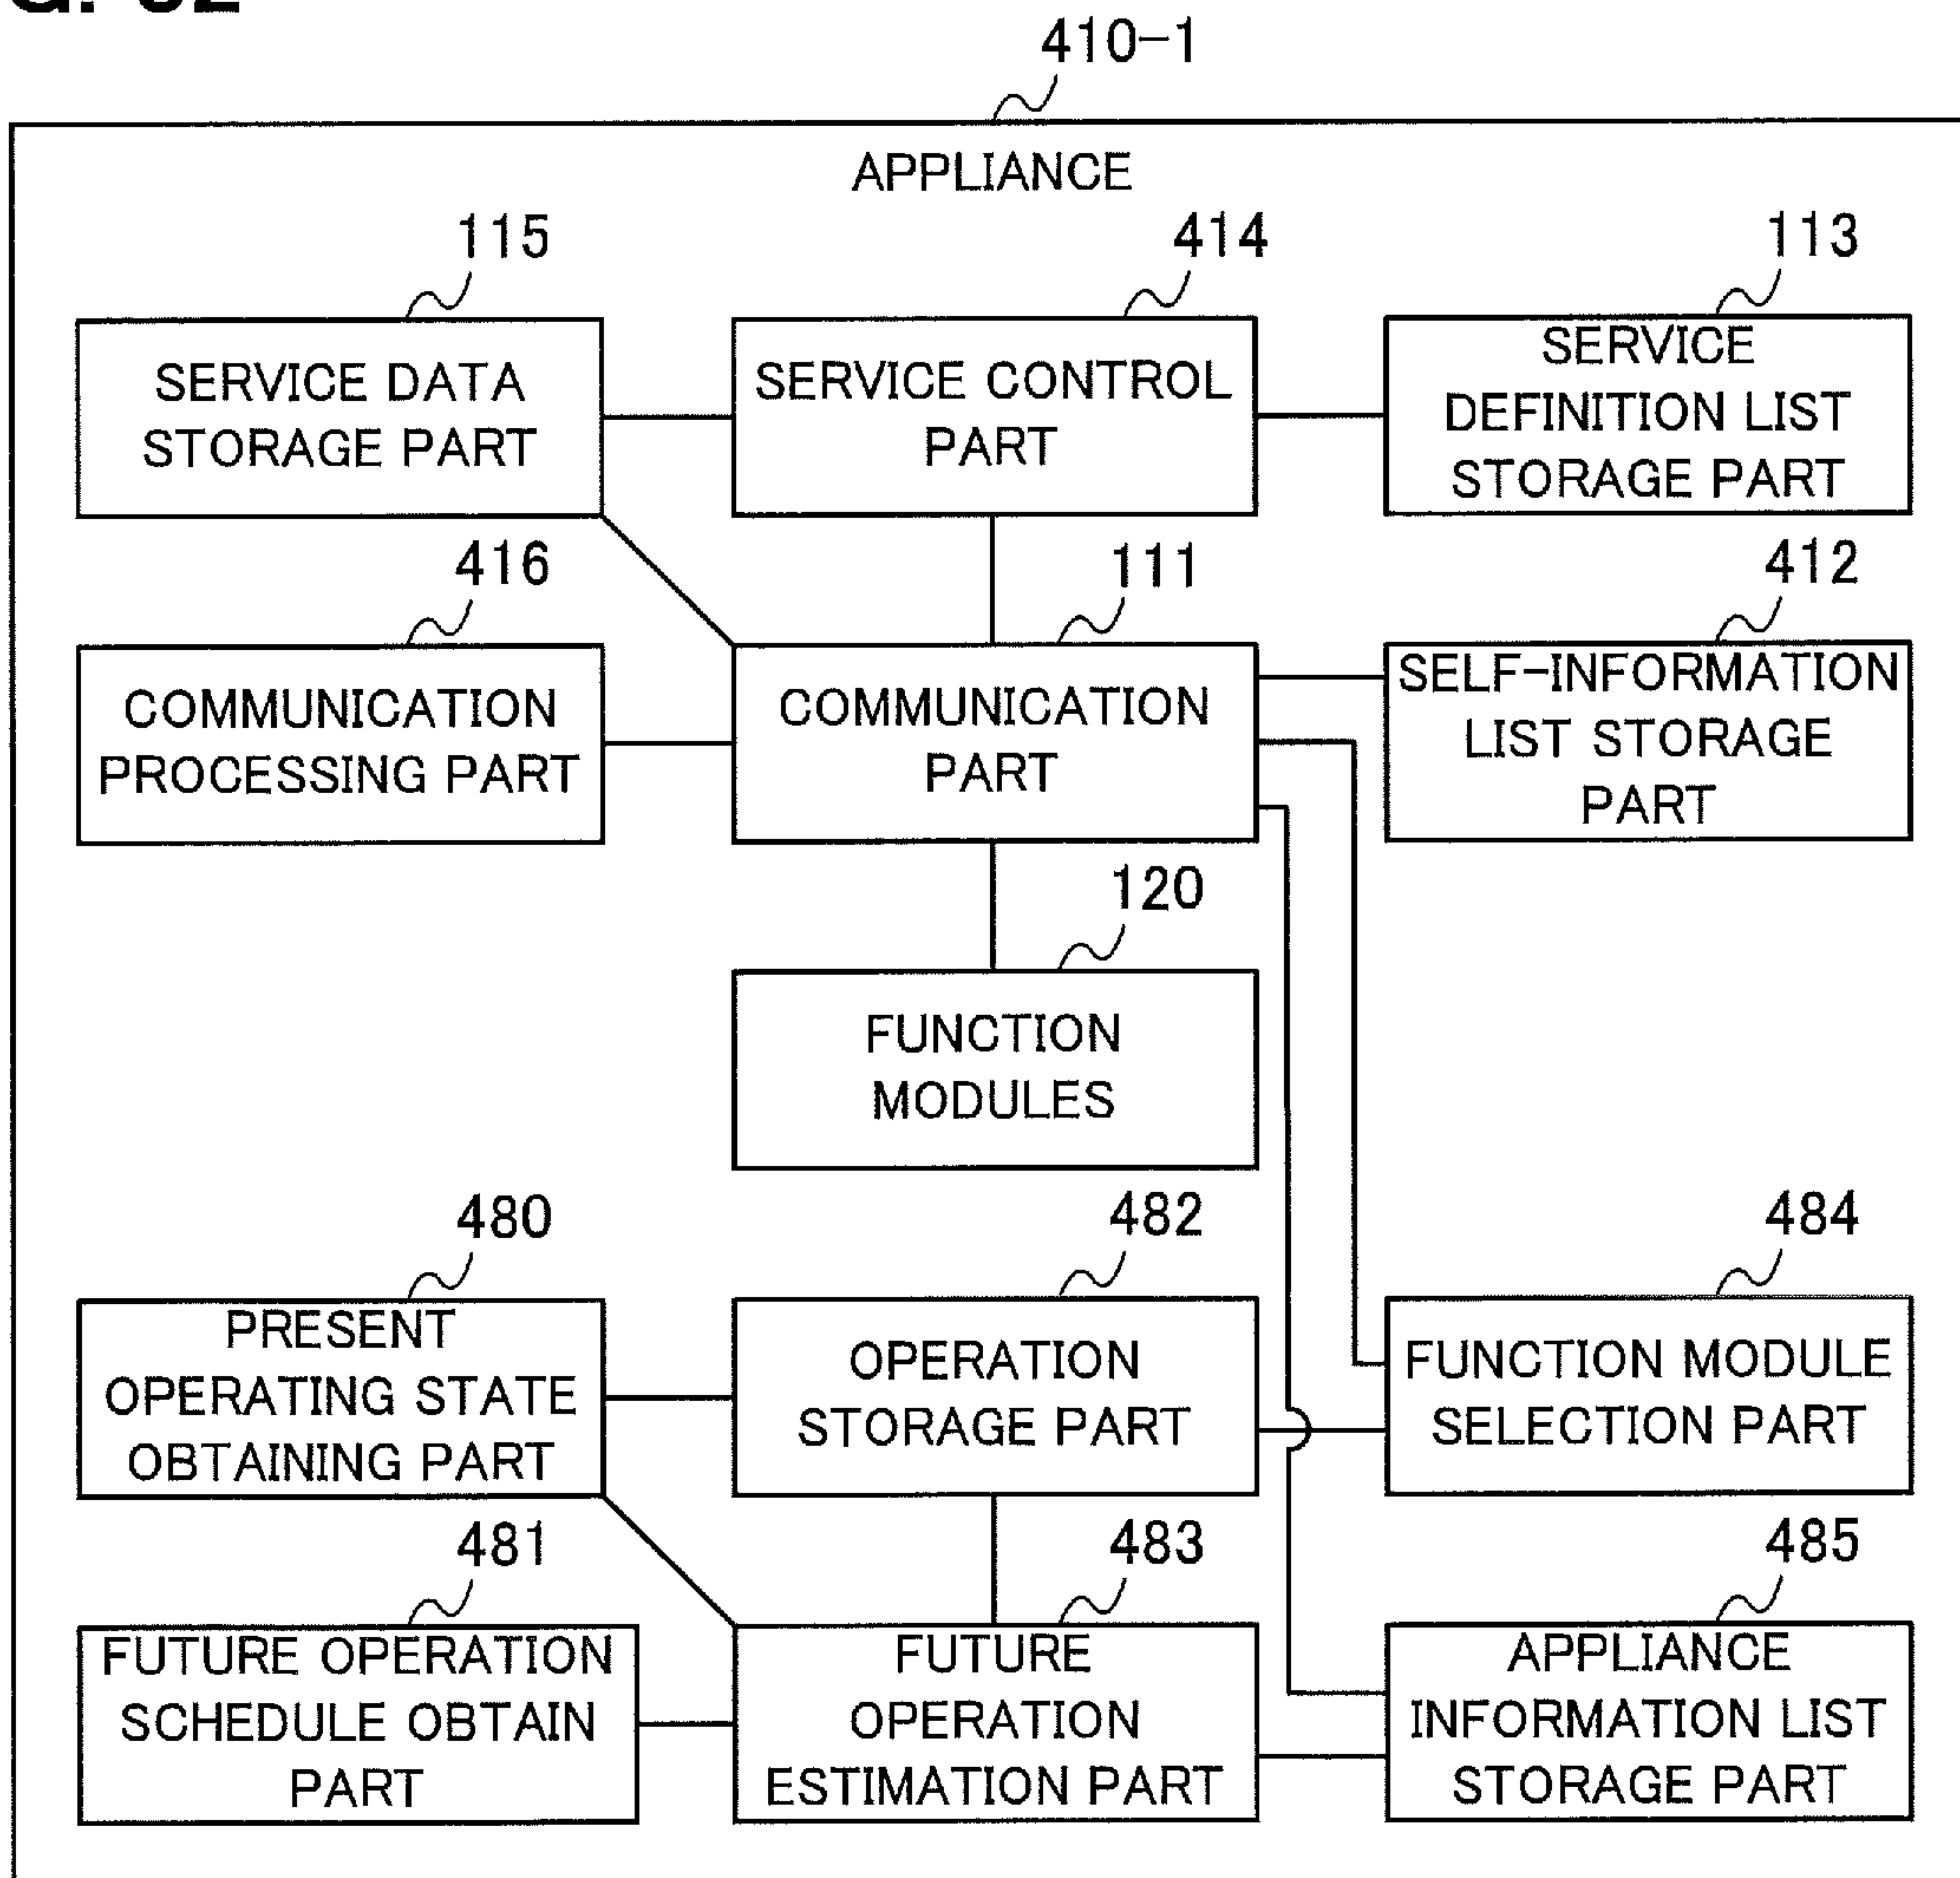 410-1
APPLIANCE
115
414
113
SERVICE DATA
STORAGE PART
SERVICE CONTROL
PART
SERVICE
DEFINITION LIST
STORAGE PART
416
111
412
COMMUNICATION
PROCESSING PART
COMMUNICATION
PART
SELF-INFORMATION
LIST STORAGE
PART
120
FUNCTION
MODULES
480
482
484
PRESENT
OPERATING STATE
OBTAINING PART
OPERATION
STORAGE PART
FUNCTION MODULE
SELECTION PART
481
483
485
FUTURE OPERATION
SCHEDULE OBTAIN
PART
FUTURE
OPERATION
ESTIMATION PART
APPLIANCE
INFORMATION LIST
STORAGE PART